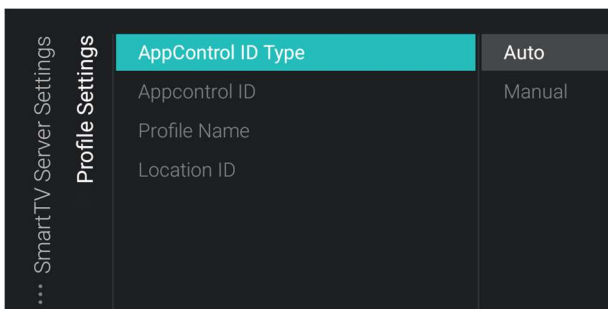 ... SmartTV Server Settings
Profile Settings
AppControl ID Type
Appcontrol ID
Profile Name
Location ID
Auto
Manual